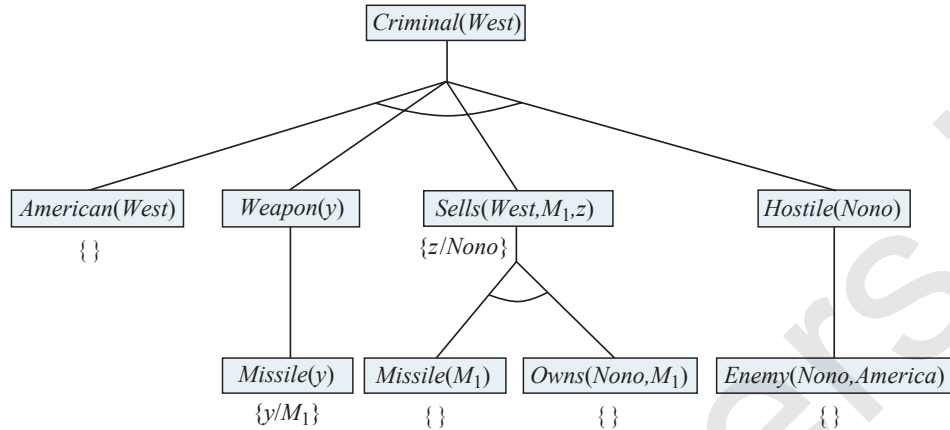 Criminal(West)
American(West) Weapon(y) Sells(West,M₁,z) Hostile(Nono)
{ } {z/Nono}
Missile(y) Missile(M₁) Owns(Nono,M₁) Enemy(Nono,America)
{y/M₁} { } { } { }
ers